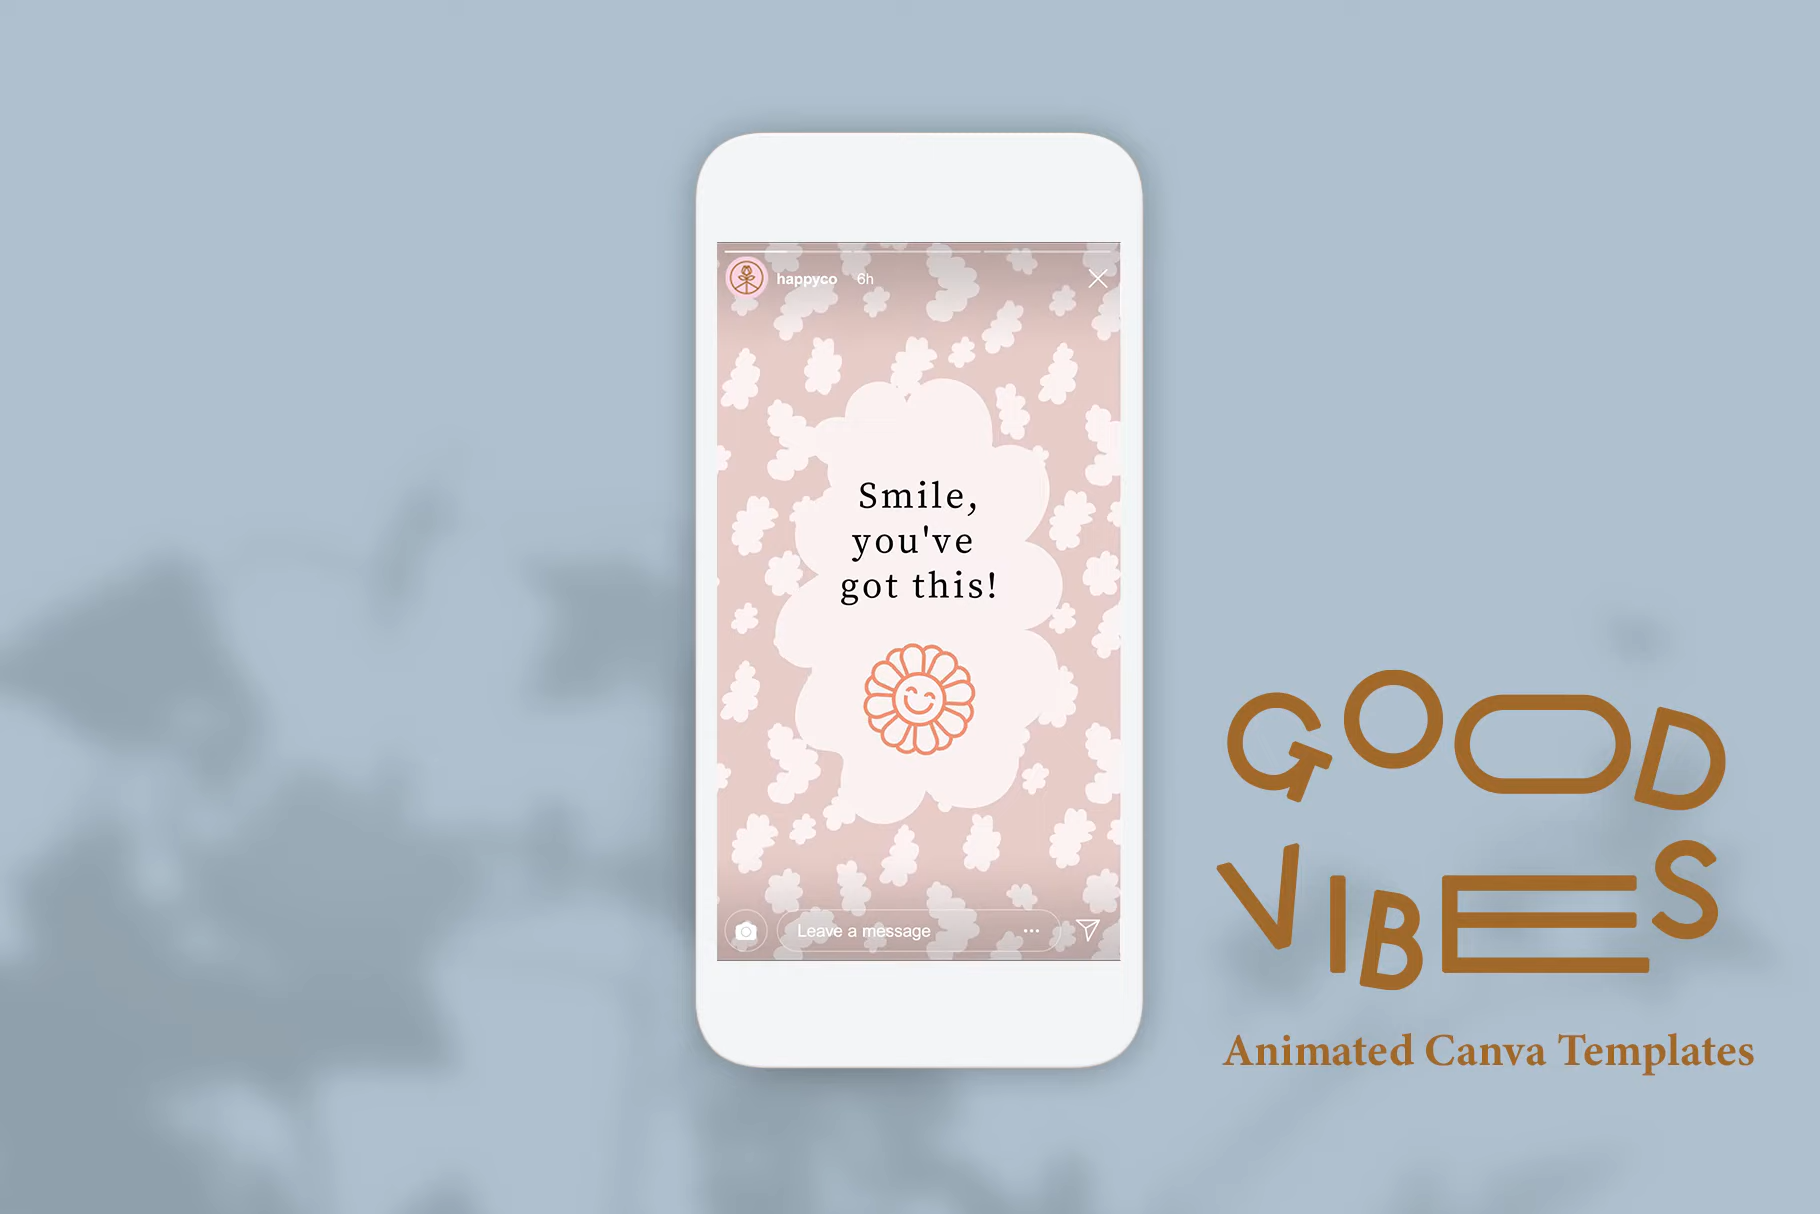 happyco 6h
Smile,
you've
got this!
Leave a message
GOOD
VIBES
Animated Canva Templates